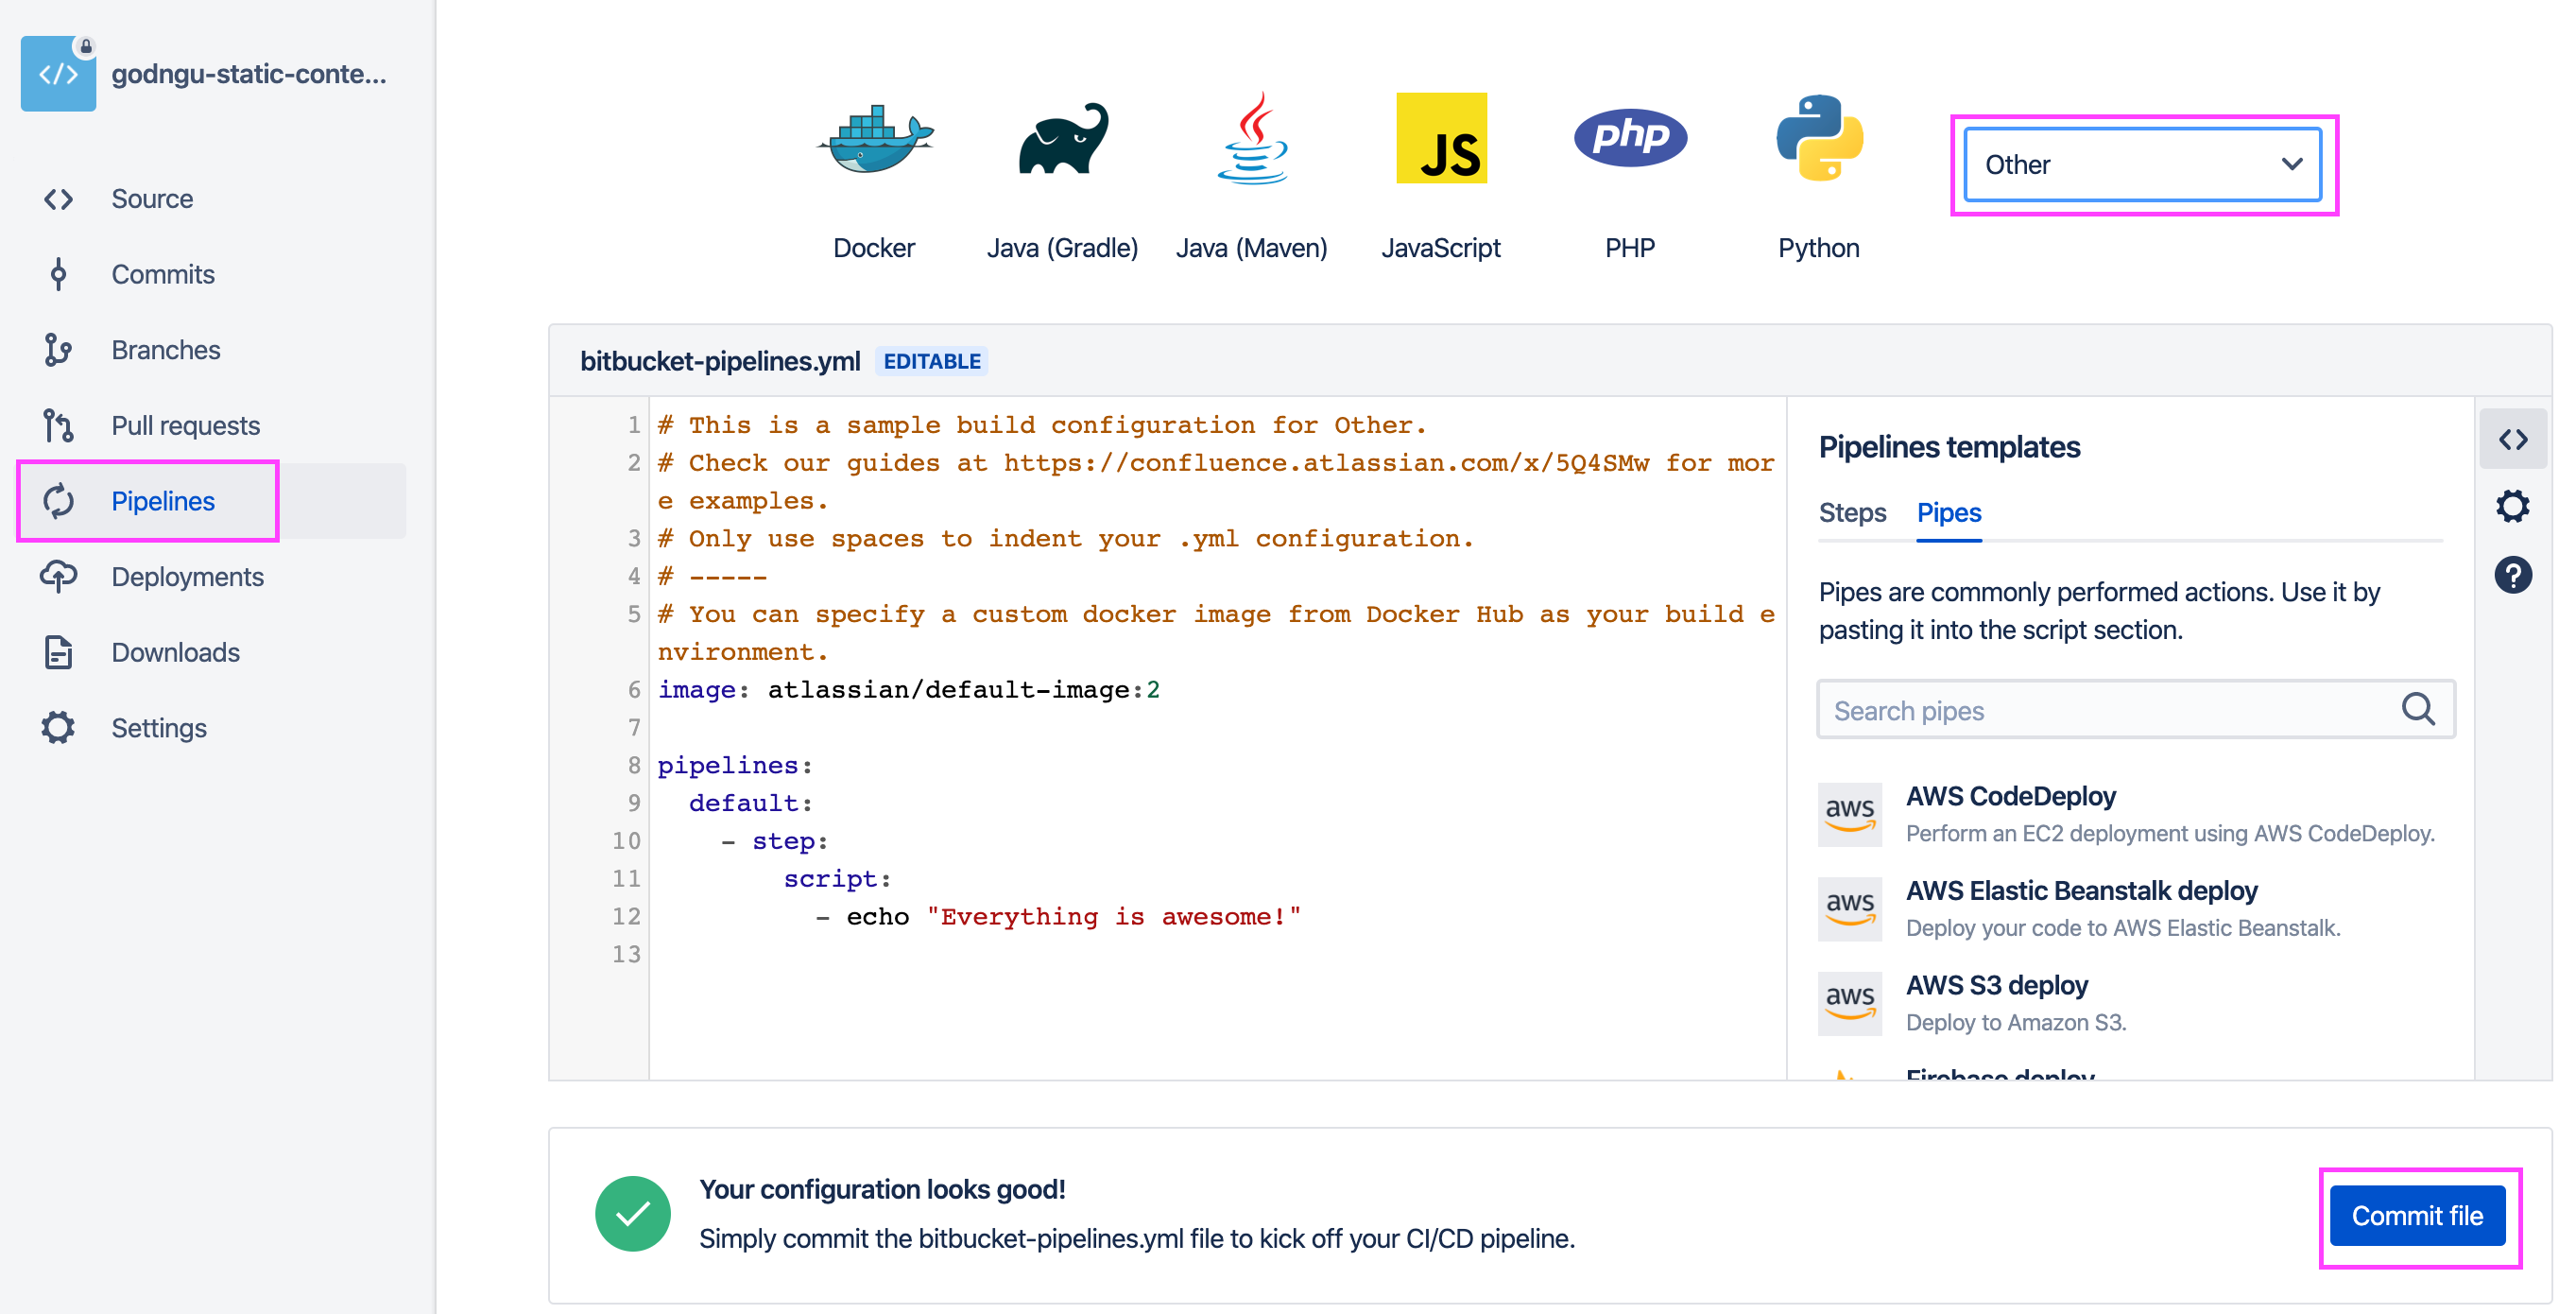 godngu-static-conte...
Source
Commits
Branches
Pull requests
Pipelines
Deployments
Downloads
Settings
JS
php
Docker
Java (Gradle)
Java (Maven)
JavaScript
PHP
Python
Other
bitbucket-pipelines.yml EDITABLE
1 # This is a sample build configuration for Other.
2 # Check our guides at https://confluence.atlassian.com/x/5Q4SMw for mor
e examples.
3 # Only use spaces to indent your .yml configuration.
4 # -----
5 # You can specify a custom docker image from Docker Hub as your build e
nvironment.
6 image: atlassian/default-image:2
7
8 pipelines:
9 default:
10 - step:
11 script:
12 - echo "Everything is awesome!"
13
Pipelines templates
Steps Pipes
Pipes are commonly performed actions. Use it by
pasting it into the script section.
Search pipes
aws
AWS CodeDeploy
Perform an EC2 deployment using AWS CodeDeploy.
aws
AWS Elastic Beanstalk deploy
Deploy your code to AWS Elastic Beanstalk.
aws
AWS S3 deploy
Deploy to Amazon S3.
Firebase deploy
Your configuration looks good!
Simply commit the bitbucket-pipelines.yml file to kick off your CI/CD pipeline.
Commit file